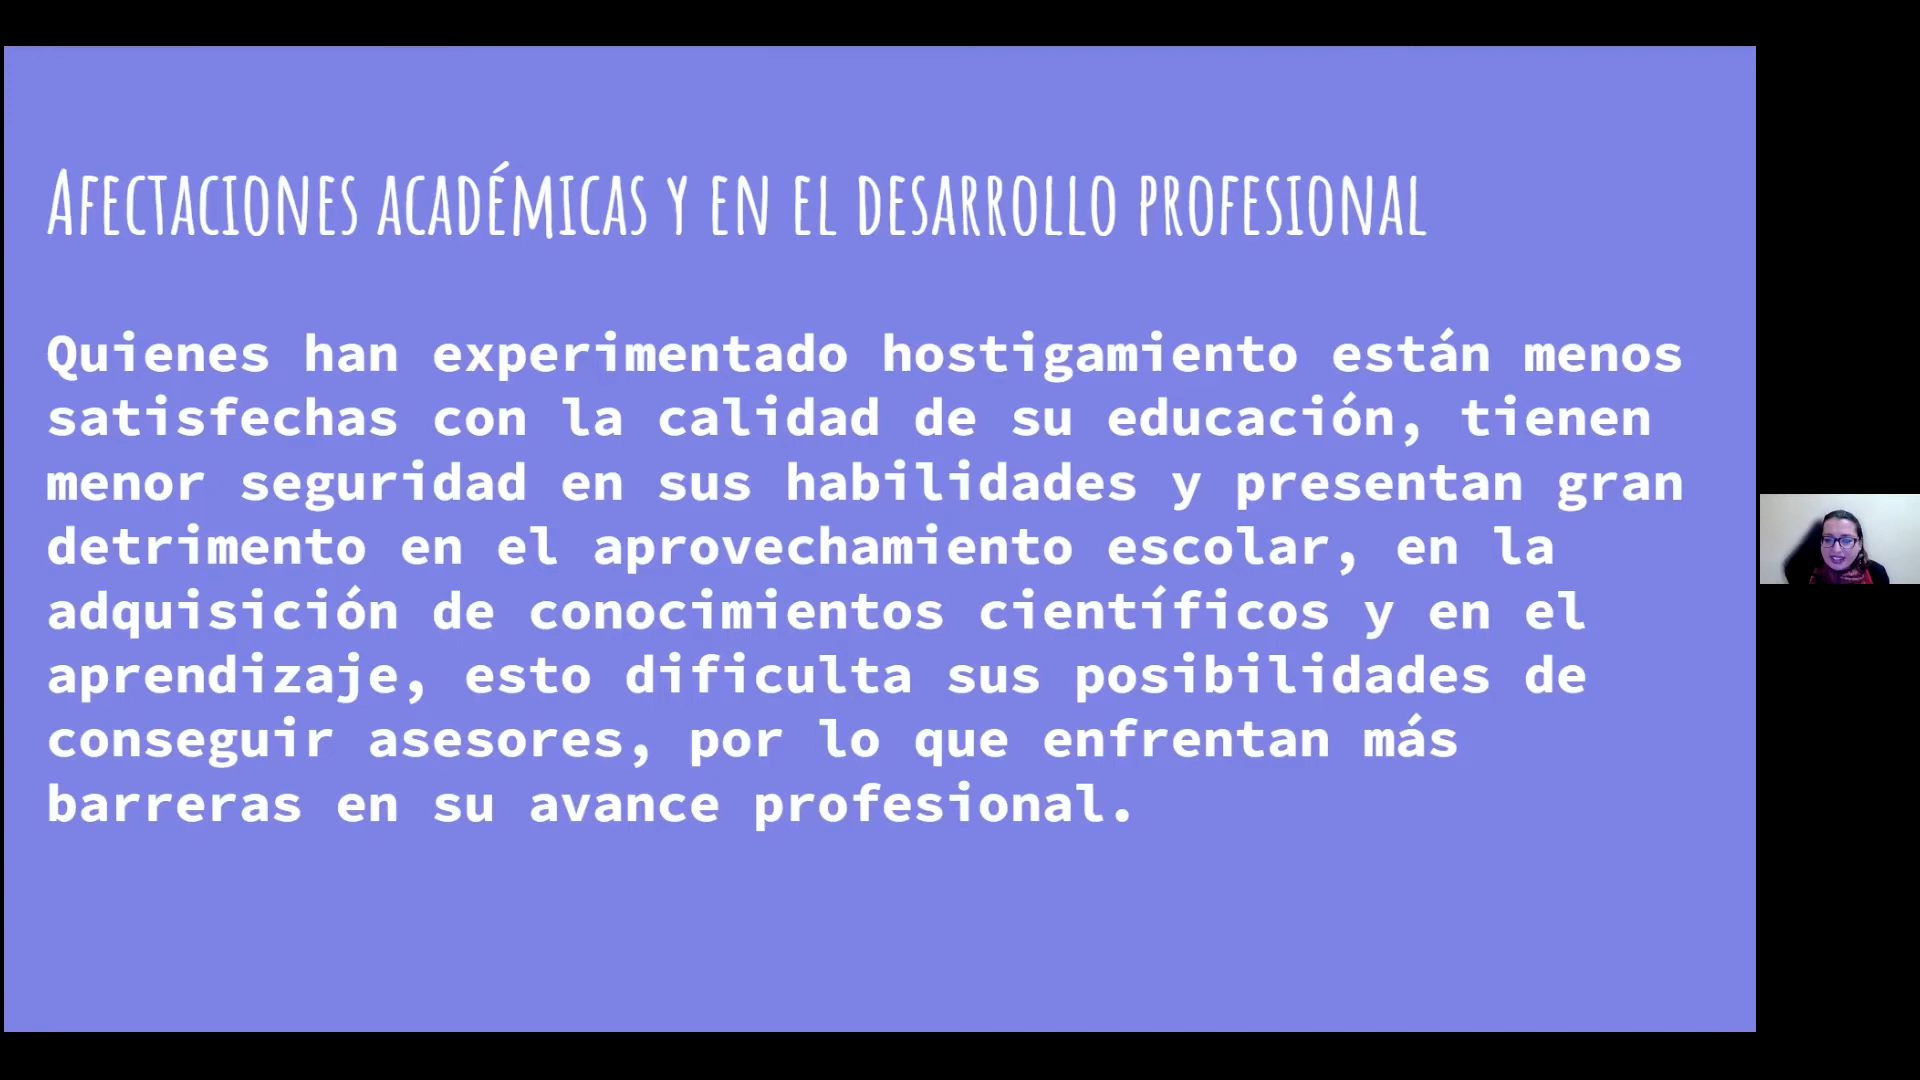 Afectaciones académicas y en el desarrollo profesional
Quienes han experimentado hostigamiento están menos
satisfechas con la calidad de su educación, tienen
menor seguridad en sus habilidades y presentan gran
detrimento en el aprovechamiento escolar, en la
adquisición de conocimientos científicos y en el
aprendizaje, esto dificulta sus posibilidades de
conseguir asesores, por lo que enfrentan más
barreras en su avance profesional.